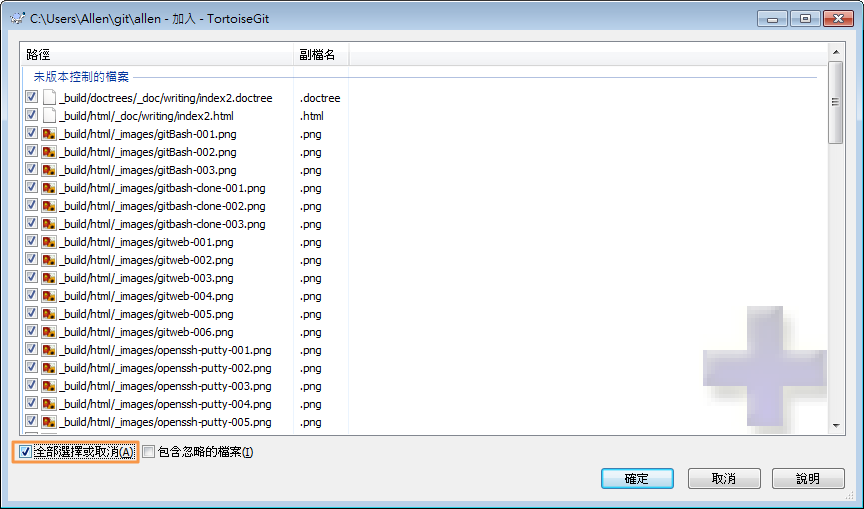 C:\Users\Allen\git\allen - 加入 - TortoiseGit
路徑 副檔名
未版本控制的檔案
_build/doctrees/_doc/writing/index2.doctree .doctree
_build/html/_doc/writing/index2.html .html
_build/html/_images/gitBash-001.png .png
_build/html/_images/gitBash-002.png .png
_build/html/_images/gitBash-003.png .png
_build/html/_images/gitbash-clone-001.png .png
_build/html/_images/gitbash-clone-002.png .png
_build/html/_images/gitbash-clone-003.png .png
_build/html/_images/gitweb-001.png .png
_build/html/_images/gitweb-002.png .png
_build/html/_images/gitweb-003.png .png
_build/html/_images/gitweb-004.png .png
_build/html/_images/gitweb-005.png .png
_build/html/_images/gitweb-006.png .png
_build/html/_images/openssh-putty-001.png .png
_build/html/_images/openssh-putty-002.png .png
_build/html/_images/openssh-putty-003.png .png
_build/html/_images/openssh-putty-004.png .png
_build/html/_images/openssh-putty-005.png .png
全部選擇或取消(A) 包含忽略的檔案(I)
確定 取消 說明